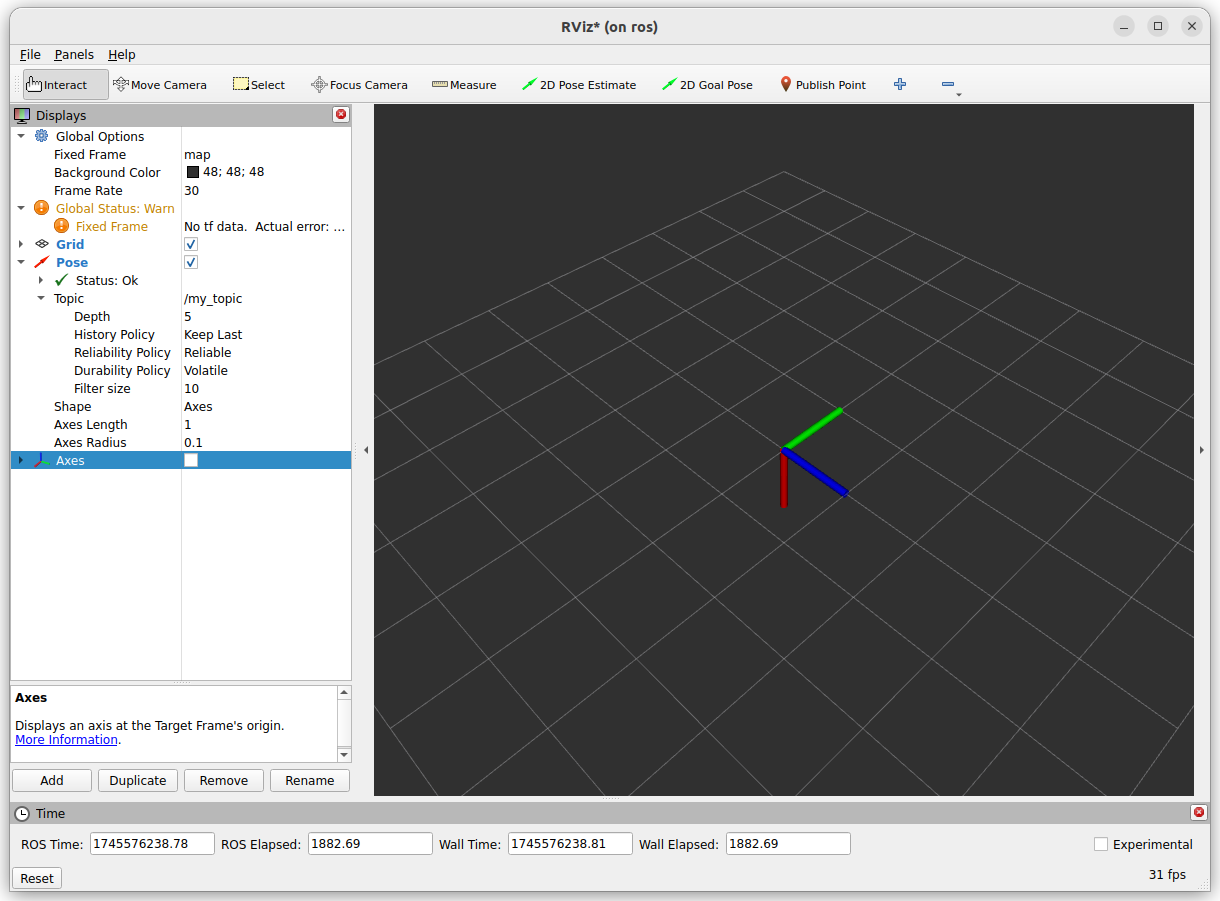 RViz* (on ros)
File Panels Help
Interact Move Camera Select Focus Camera Measure 2D Pose Estimate 2D Goal Pose Publish Point
Displays
Global Options
Fixed Frame map
Background Color 48; 48; 48
Frame Rate 30
Global Status: Warn
Fixed Frame No tf data.  Actual error: ...
Grid
Pose
Status: Ok
Topic /my_topic
Depth 5
History Policy Keep Last
Reliability Policy Reliable
Durability Policy Volatile
Filter size 10
Shape Axes
Axes Length 1
Axes Radius 0.1
Axes
Axes
Displays an axis at the Target Frame's origin.
More Information.
Add Duplicate Remove Rename
Time
ROS Time: 1745576238.78 ROS Elapsed: 1882.69 Wall Time: 1745576238.81 Wall Elapsed: 1882.69 Experimental
Reset 31 fps